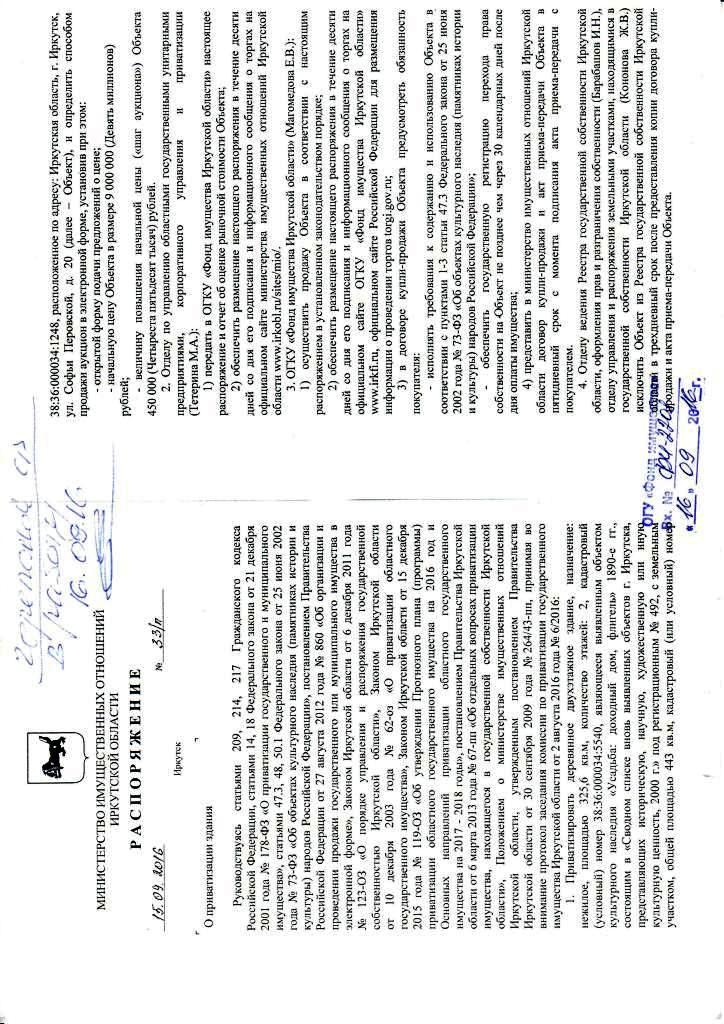 Зарегистрировать
В работу
16.09.16.
МИНИСТЕРСТВО ИМУЩЕСТВЕННЫХ ОТНОШЕНИЙ
ИРКУТСКОЙ ОБЛАСТИ
РАСПОРЯЖЕНИЕ
15.09.2016 № 33/п
Иркутск
О приватизации здания
Руководствуясь статьями 209, 214, 217 Гражданского кодекса
Российской Федерации, статьями 14, 18 Федерального закона от 21 декабря
2001 года № 178-ФЗ «О приватизации государственного и муниципального
имущества», статьями 47.3, 48, 50.1 Федерального закона от 25 июня 2002
года № 73-ФЗ «Об объектах культурного наследия (памятниках истории и
культуры) народов Российской Федерации», постановлением Правительства
Российской Федерации от 27 августа 2012 года № 860 «Об организации и
проведении продажи государственного или муниципального имущества в
электронной форме», Законом Иркутской области от 6 декабря 2011 года
№ 123-ОЗ «О порядке управления и распоряжения государственной
собственностью Иркутской области», Законом Иркутской области
от 10 декабря 2003 года № 62-оз «О приватизации областного
государственного имущества», Законом Иркутской области от 15 декабря
2015 года № 119-ОЗ «Об утверждении Прогнозного плана (программы)
приватизации областного государственного имущества на 2016 год и
Основных направлений приватизации областного государственного
имущества на 2017 - 2018 годы», постановлением Правительства Иркутской
области от 6 марта 2013 года № 67-пп «Об отдельных вопросах приватизации
имущества, находящегося в государственной собственности Иркутской
области», Положением о министерстве имущественных отношений
Иркутской области, утвержденным постановлением Правительства
Иркутской области от 30 сентября 2009 года № 264/43-пп, принимая во
внимание протокол заседания комиссии по приватизации государственного
имущества Иркутской области от 2 августа 2016 года № 6/2016:
1. Приватизировать деревянное двухэтажное здание, назначение:
нежилое, площадью 325,6 кв.м, количество этажей: 2, кадастровый
(условный) номер 38:36:000034:5540, являющееся выявленным объектом
культурного наследия «Усадьба: доходный дом, флигель» 1890-е гг.,
состоящим в «Сводном списке вновь выявленных объектов г. Иркутска,
представляющих историческую, научную, художественную или иную
культурную ценность, 2000 г.» под регистрационным № 492, с земельным
участком, общей площадью 443 кв.м, кадастровый (или условный) номер
38:36:000034:1248, расположенное по адресу: Иркутская область, г. Иркутск,
ул. Софьи Перовской, д. 20 (далее – Объект), и определить способом
продажи аукцион в электронной форме, установив при этом:
- открытой форму подачи предложений о цене;
- начальную цену Объекта в размере 9 000 000 (Девять миллионов)
рублей;
- величину повышения начальной цены («шаг аукциона») Объекта
450 000 (Четыреста пятьдесят тысяч) рублей.
2. Отделу по управлению областными государственными унитарными
предприятиями, корпоративного управления и приватизации
(Тетерина М.А.):
1) передать в ОГКУ «Фонд имущества Иркутской области» настоящее
распоряжение и отчет об оценке рыночной стоимости Объекта;
2) обеспечить размещение настоящего распоряжения в течение десяти
дней со дня его подписания и информационного сообщения о торгах на
официальном сайте министерства имущественных отношений Иркутской
области www.irkobl.ru/sites/mio/.
3. ОГКУ «Фонд имущества Иркутской области» (Магомедова Е.В.):
1) осуществить продажу Объекта в соответствии с настоящим
распоряжением в установленном законодательством порядке;
2) обеспечить размещение настоящего распоряжения в течение десяти
дней со дня его подписания и информационного сообщения о торгах на
официальном сайте ОГКУ «Фонд имущества Иркутской области»
www.irkfi.ru, официальном сайте Российской Федерации для размещения
информации о проведении торгов torgi.gov.ru;
3) в договоре купли-продажи Объекта предусмотреть обязанность
покупателя:
- исполнять требования к содержанию и использованию Объекта в
соответствии с пунктами 1-3 статьи 47.3 Федерального закона от 25 июня
2002 года № 73-ФЗ «Об объектах культурного наследия (памятниках истории
и культуры) народов Российской Федерации»;
- обеспечить государственную регистрацию перехода права
собственности на Объект не позднее чем через 30 календарных дней после
дня оплаты имущества;
4) представить в министерство имущественных отношений Иркутской
области договор купли-продажи и акт приема-передачи Объекта в
пятидневный срок с момента подписания акта приема-передачи с
покупателем.
4. Отделу ведения Реестра государственной собственности Иркутской
области, оформления прав и разграничения собственности (Барабашов И.Н.),
отделу управления и распоряжения земельными участками, находящимися в
государственной собственности Иркутской области (Кононова Ж.В.)
исключить Объект из Реестра государственной собственности Иркутской
области в трехдневный срок после предоставления копии договора купли-
продажи и акта приема-передачи Объекта.
ОГУ «Фонд имущества
Вх. №
«16» 09 2016 г.